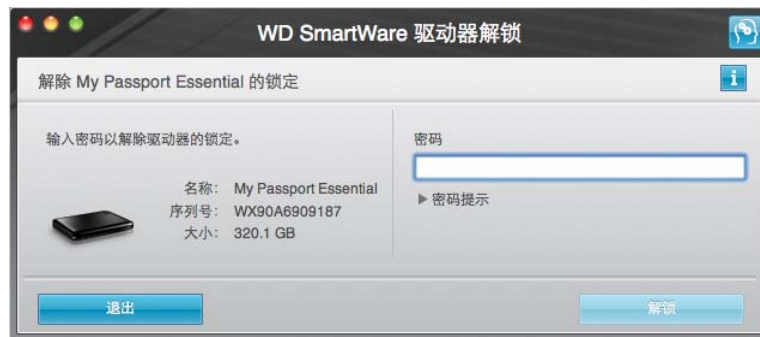 WD SmartWare 驱动器解锁
解除 My Passport Essential 的锁定
i
输入密码以解除驱动器的锁定。
名称: My Passport Essential
序列号: WX90A6909187
大小: 320.1 GB
密码
▶密码提示
退出
解锁